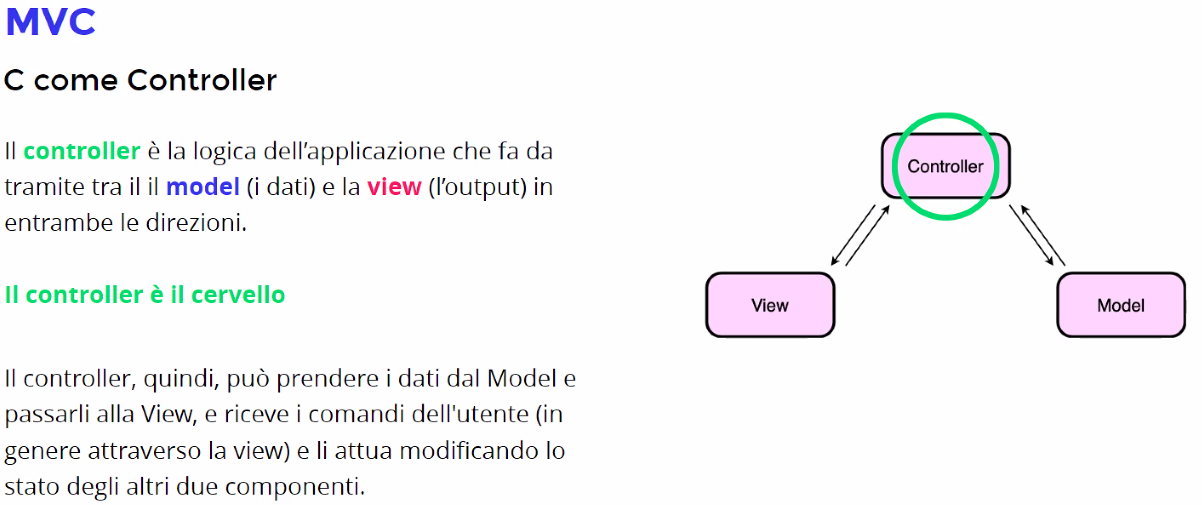 MVC
C come Controller
Il controller è la logica dell’applicazione che fa da
tramite tra il il model (i dati) e la view (l’output) in
entrambe le direzioni.
Il controller è il cervello
Il controller, quindi, può prendere i dati dal Model e
passarli alla View, e riceve i comandi dell'utente (in
genere attraverso la view) e li attua modificando lo
stato degli altri due componenti.
Controller
View
Model